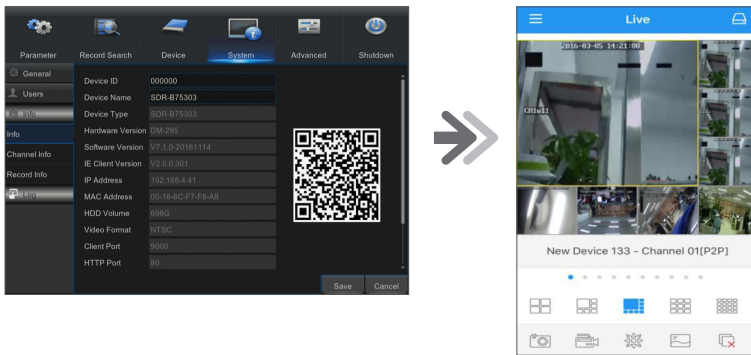 Parameter
Record Search
Device
System
Advanced
Shutdown
General
Users
Info
Info
Channel Info
Record Info
Log
Device ID 000000
Device Name SDR-B75303
Device Type SDR-B75303
Hardware Version DM-295
Software Version V7.1.0-20161114
IE Client Version V2.0.0.301
IP Address 192.168.4.41
MAC Address 00-16-6C-F7-F8-A8
HDD Volume 698G
Video Format NTSC
Client Port 9000
HTTP Port 80
Save Cancel
Live
2016-03-05 14:21:08
New Device 133 - Channel 01[P2P]